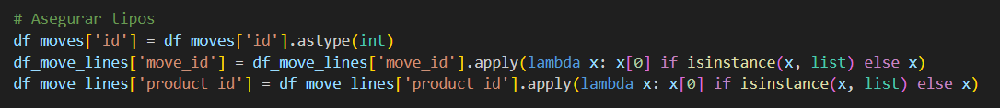 # Asegurar tipos
df_moves['id'] = df_moves['id'].astype(int)
df_move_lines['move_id'] = df_move_lines['move_id'].apply(lambda x: x[0] if isinstance(x, list) else x)
df_move_lines['product_id'] = df_move_lines['product_id'].apply(lambda x: x[0] if isinstance(x, list) else x)